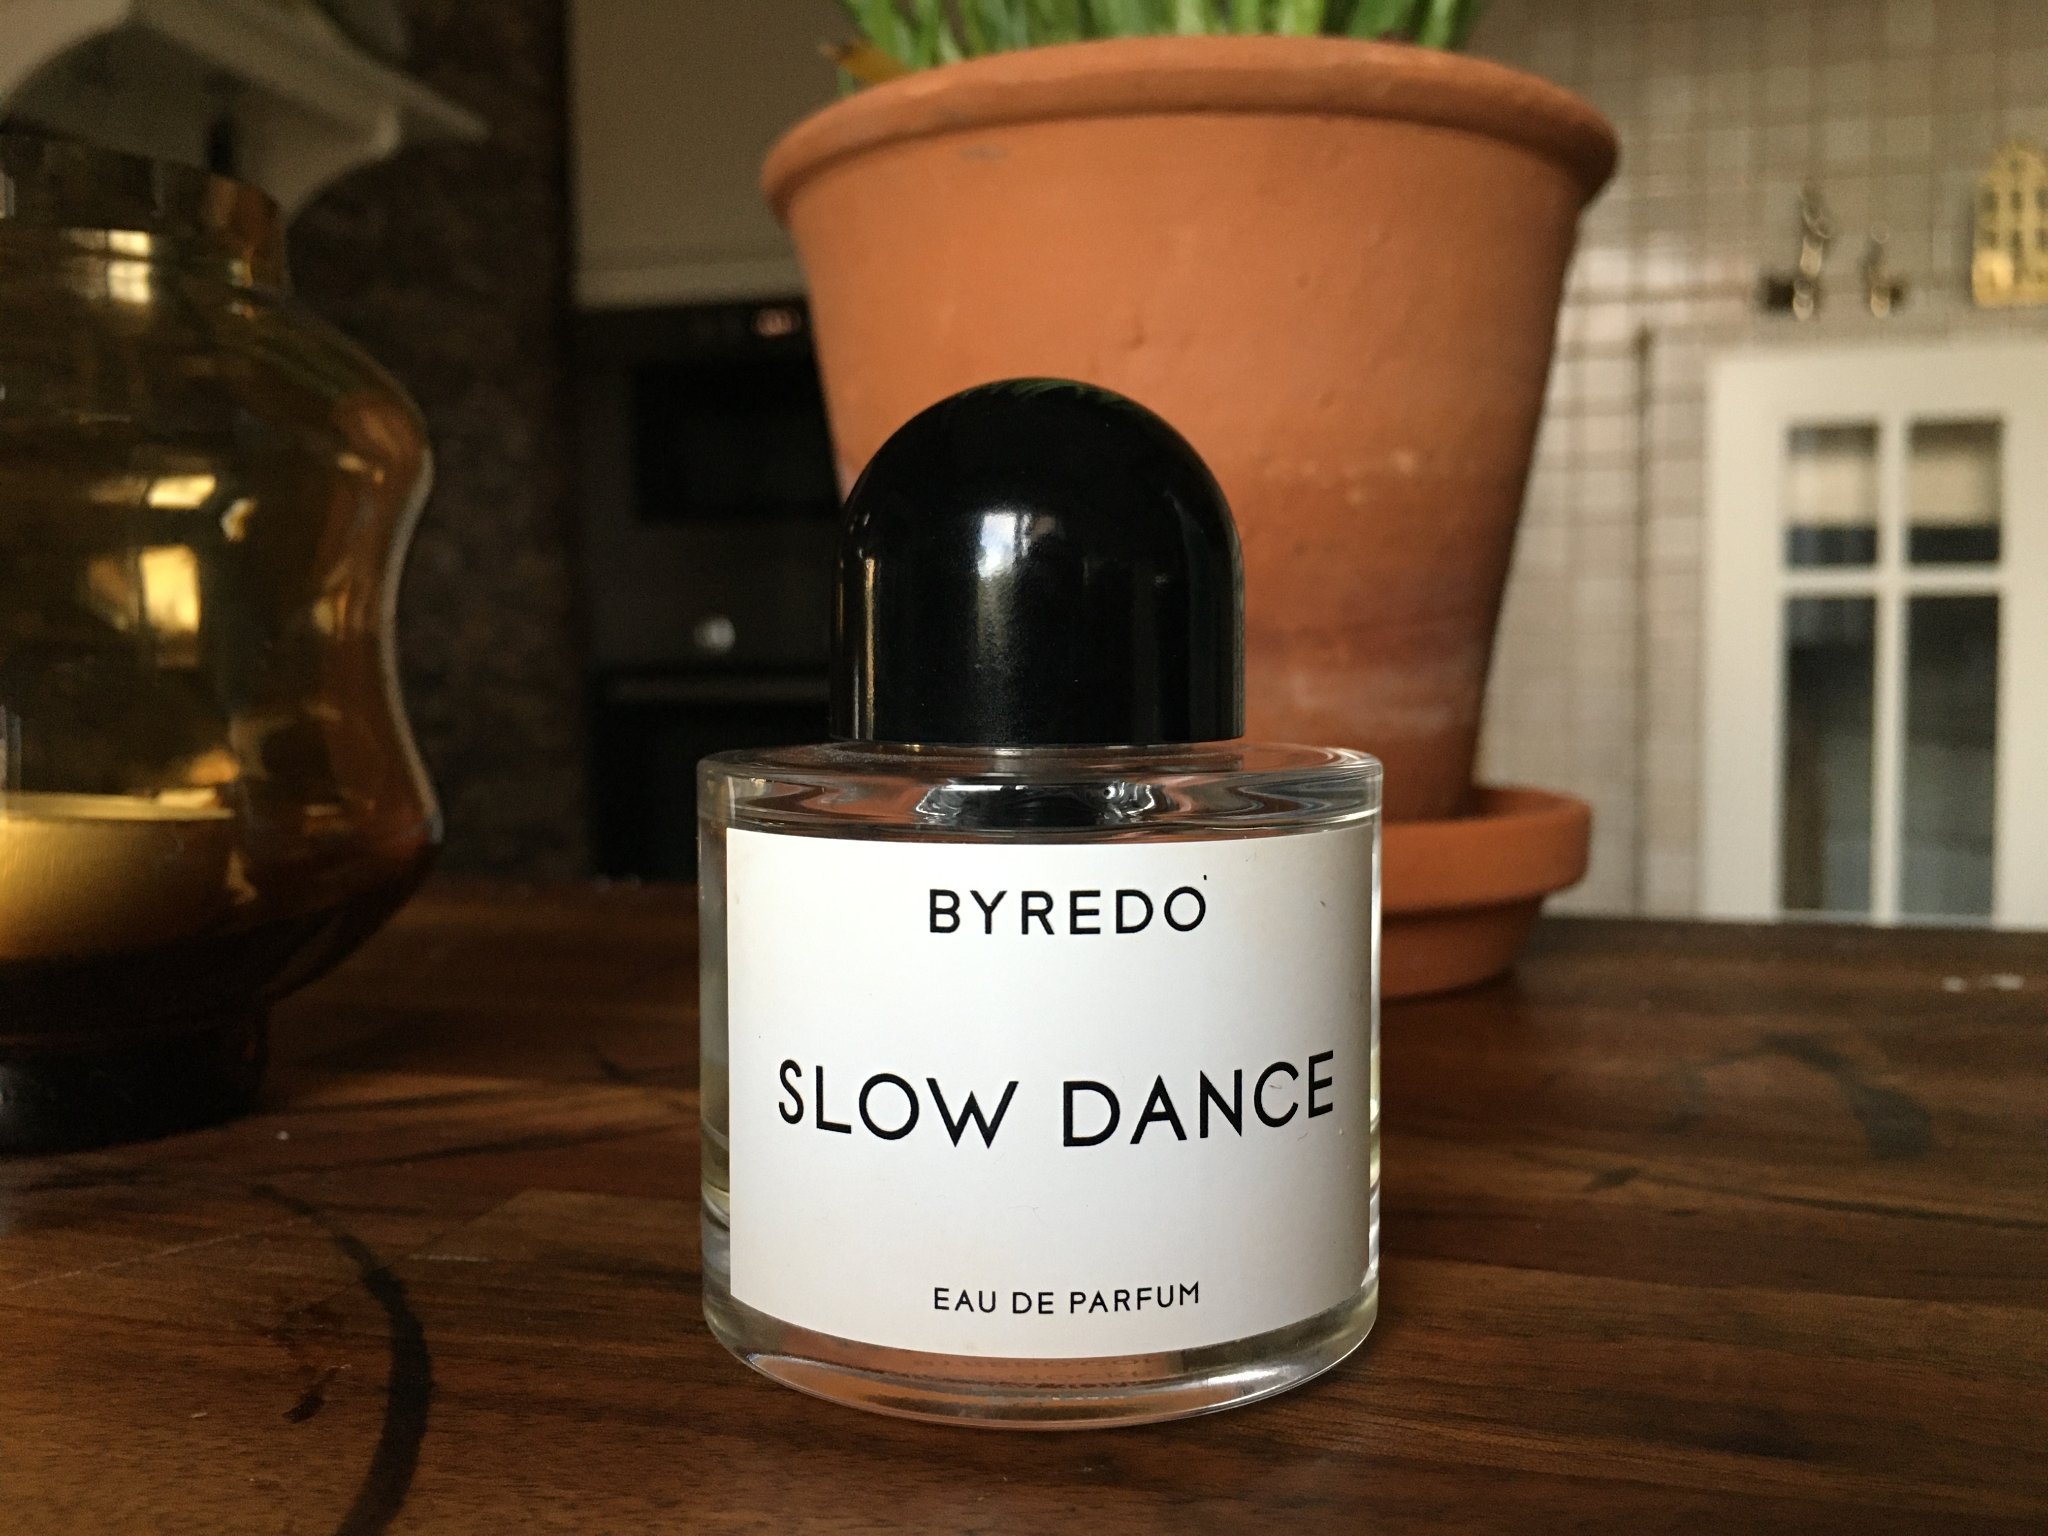 BYREDO
SLOW DANCE
EAU DE PARFUM